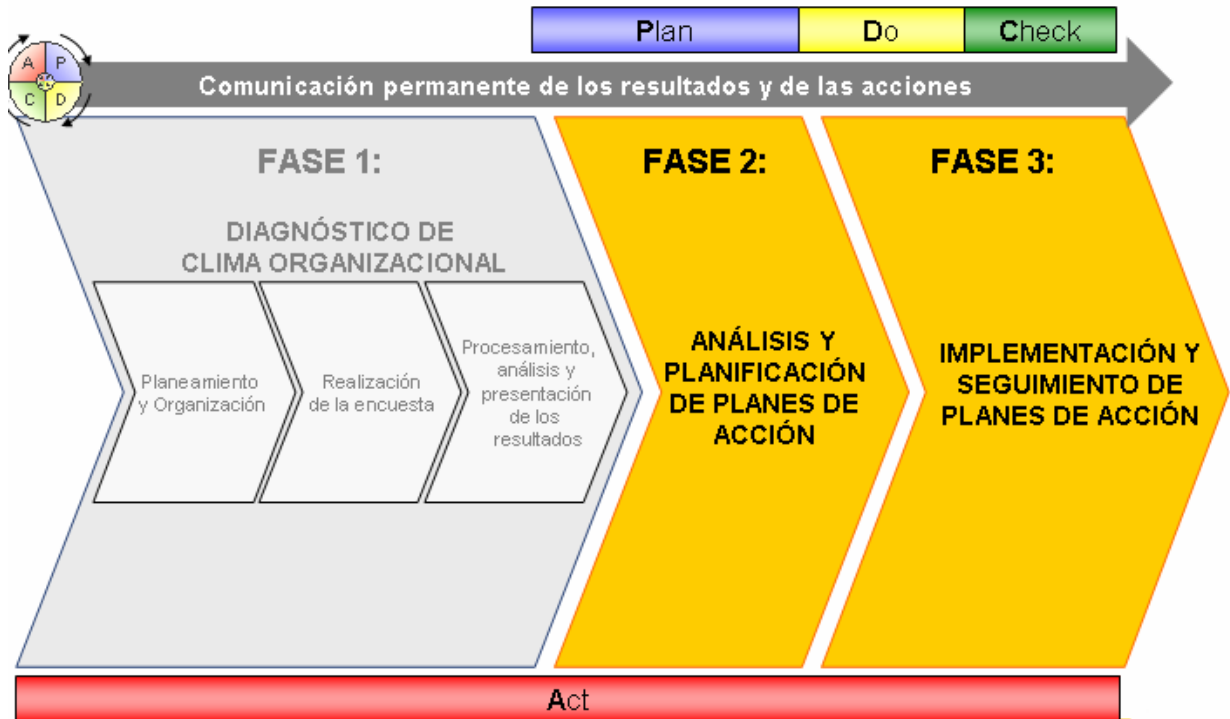 Plan
Do
Check
A
P
C
D
Comunicación permanente de los resultados y de las acciones
FASE 1:
DIAGNÓSTICO DE
CLIMA ORGANIZACIONAL
Planeamiento
y Organización
Realización
de la encuesta
Procesamiento,
análisis y
presentación
de los
resultados
FASE 2:
ANÁLISIS Y
PLANIFICACIÓN
DE PLANES DE
ACCIÓN
FASE 3:
IMPLEMENTACIÓN Y
SEGUIMIENTO DE
PLANES DE ACCIÓN
Act